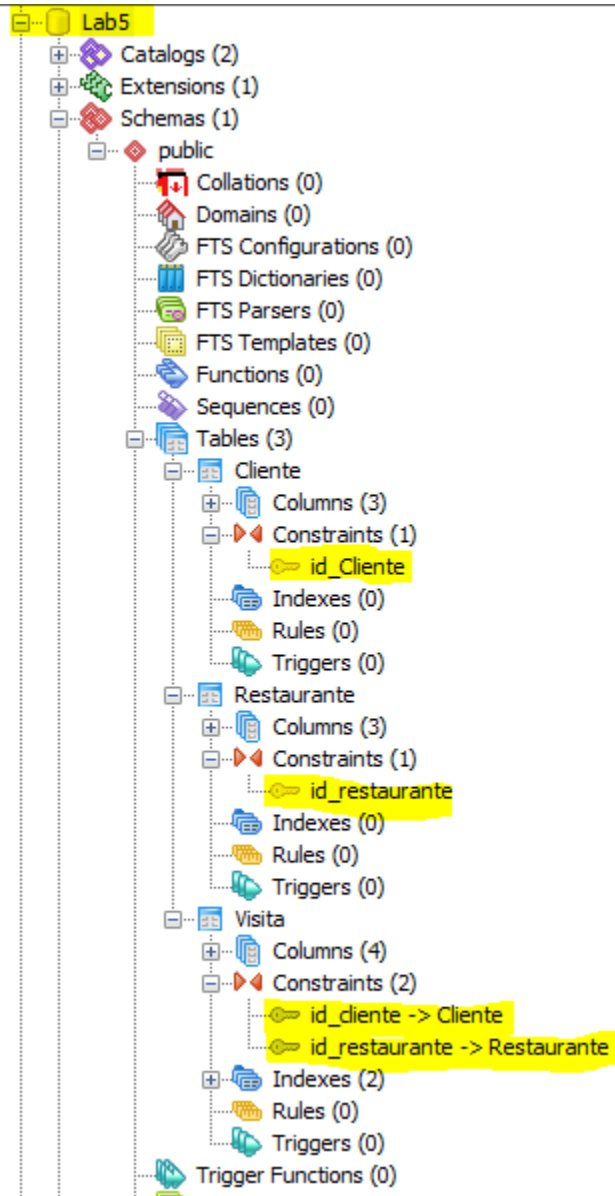 Lab5
Catalogs (2)
Extensions (1)
Schemas (1)
public
Collations (0)
Domains (0)
FTS Configurations (0)
FTS Dictionaries (0)
FTS Parsers (0)
FTS Templates (0)
Functions (0)
Sequences (0)
Tables (3)
Cliente
Columns (3)
Constraints (1)
id_Cliente
Indexes (0)
Rules (0)
Triggers (0)
Restaurante
Columns (3)
Constraints (1)
id_restaurante
Indexes (0)
Rules (0)
Triggers (0)
Visita
Columns (4)
Constraints (2)
id_cliente -> Cliente
id_restaurante -> Restaurante
Indexes (2)
Rules (0)
Triggers (0)
Trigger Functions (0)